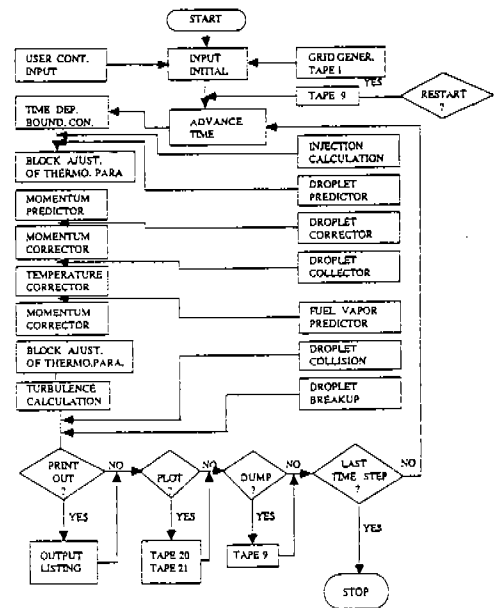 START
USER CONT.
INPUT
INPUT
INITIAL
GRID GENER.
TAPE 1
YES
RESTART
?
TAPE 9
TIME DEP.
BOUND. CON.
ADVANCE
TIME
INJECTION
CALCULATION
BLOCK AJUST.
OF THERMO. PARA
DROPLET
PREDICTOR
MOMENTUM
PREDICTOR
DROPLET
CORRECTOR
MOMENTUM
CORRECTOR
DROPLET
COLLECTOR
TEMPERATURE
CORRECTOR
MOMENTUM
CORRECTOR
FUEL VAPOR
PREDICTOR
BLOCK AJUST.
OF THERMO.PARA.
DROPLET
COLLISION
TURBULENCE
CALCULATION
DROPLET
BREAKUP
PRINT
OUT
?
NO
PLOT
?
NO
DUMP
?
NO
LAST
TIME STEP
?
NO
YES
YES
YES
YES
OUTPUT
LISTING
TAPE 20
TAPE 21
TAPE 9
STOP